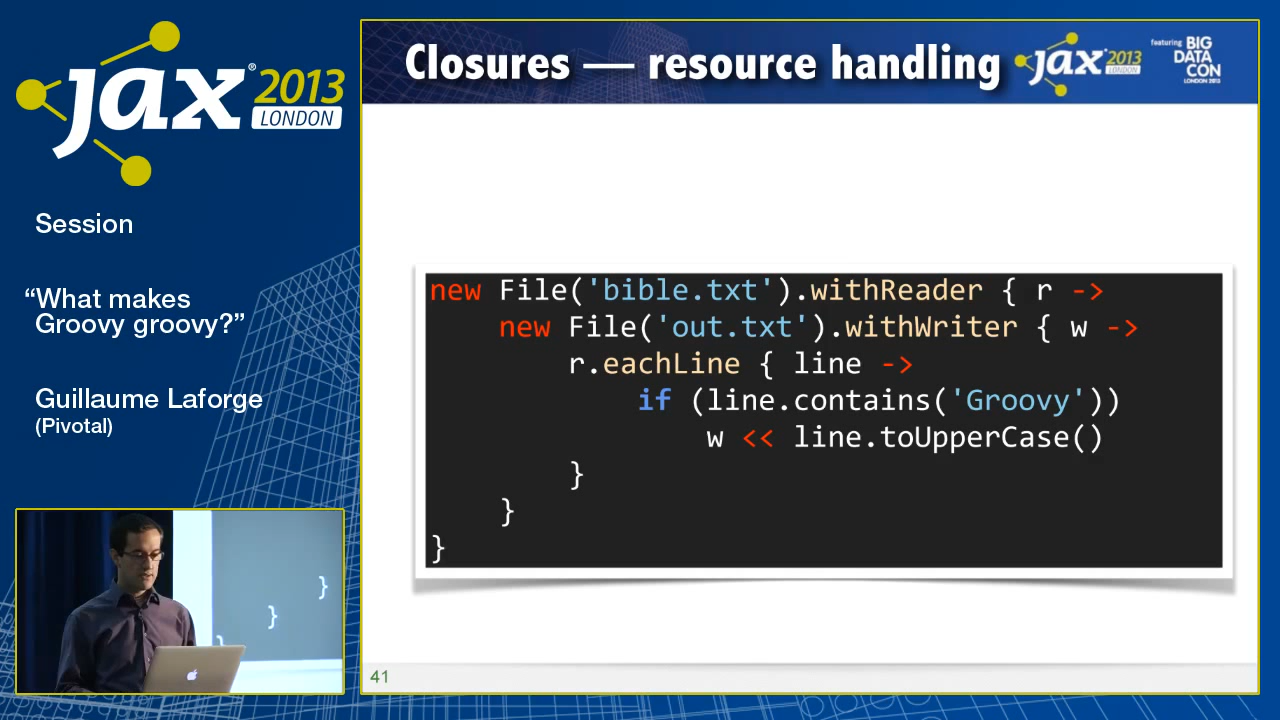 jax® 2013
LONDON
Session
“What makes
Groovy groovy?”
Guillaume Laforge
(Pivotal)
Closures — resource handling
jax® 2013
LONDON
featuring BIG
DATA
CON
LONDON 2013
new File('bible.txt').withReader { r ->
    new File('out.txt').withWriter { w ->
        r.eachLine { line ->
            if (line.contains('Groovy'))
                w << line.toUpperCase()
        }
    }
}
}
}
}
41